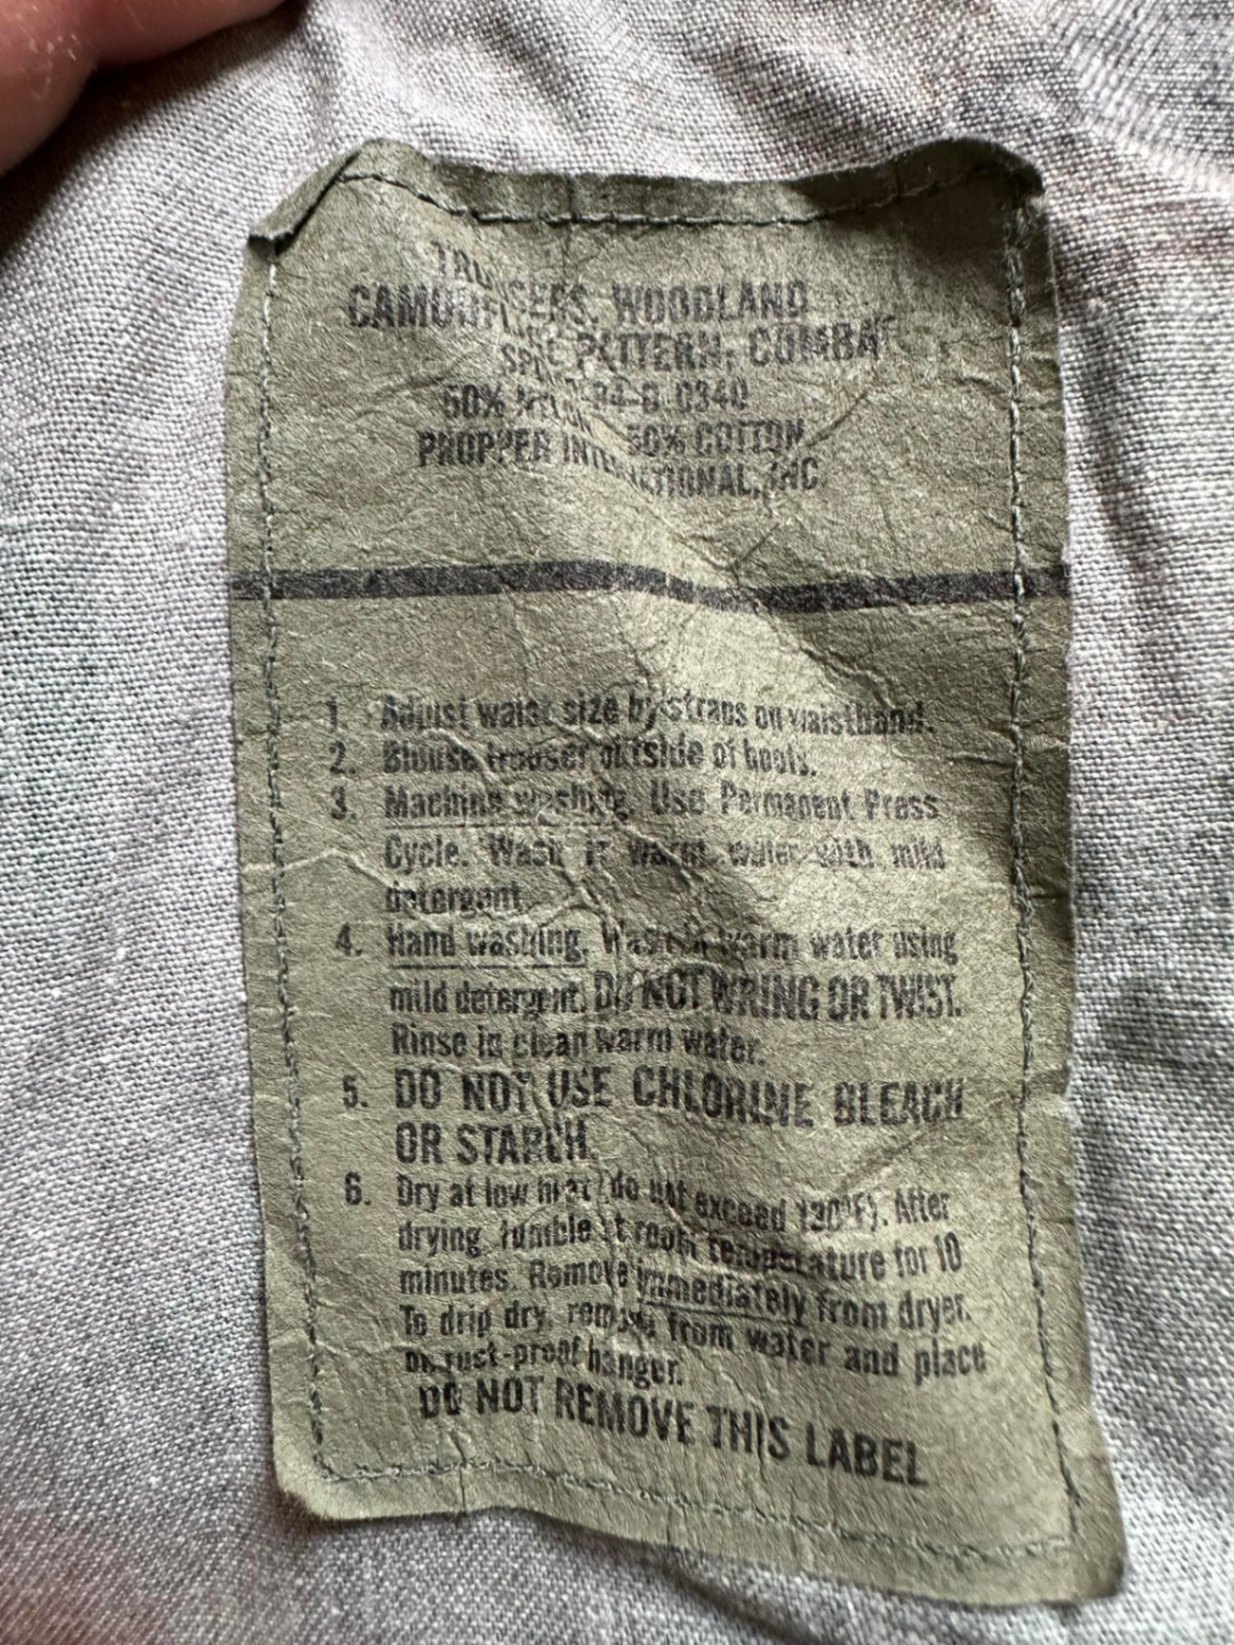 TROUSERS, WOODLAND
CAMOUFLAGE PATTERN, COMBAT
84-D-0340
50% NYLON 50% COTTON
PROPPER INTERNATIONAL, INC
1. Adjust waist size by straps on waistband.
2. Blouse trouser outside of boots.
3. Machine washing. Use Permanent Press
Cycle. Wash in warm water with mild
detergent.
4. Hand washing. Wash in warm water using
mild detergent. DO NOT WRING OR TWIST.
Rinse in clean warm water.
5. DO NOT USE CHLORINE BLEACH
OR STARCH.
6. Dry at low heat (do not exceed 130°F). After
drying, tumble at room temperature for 10
minutes. Remove immediately from dryer.
To drip dry, remove from water and place
on rust-proof hanger.
DO NOT REMOVE THIS LABEL